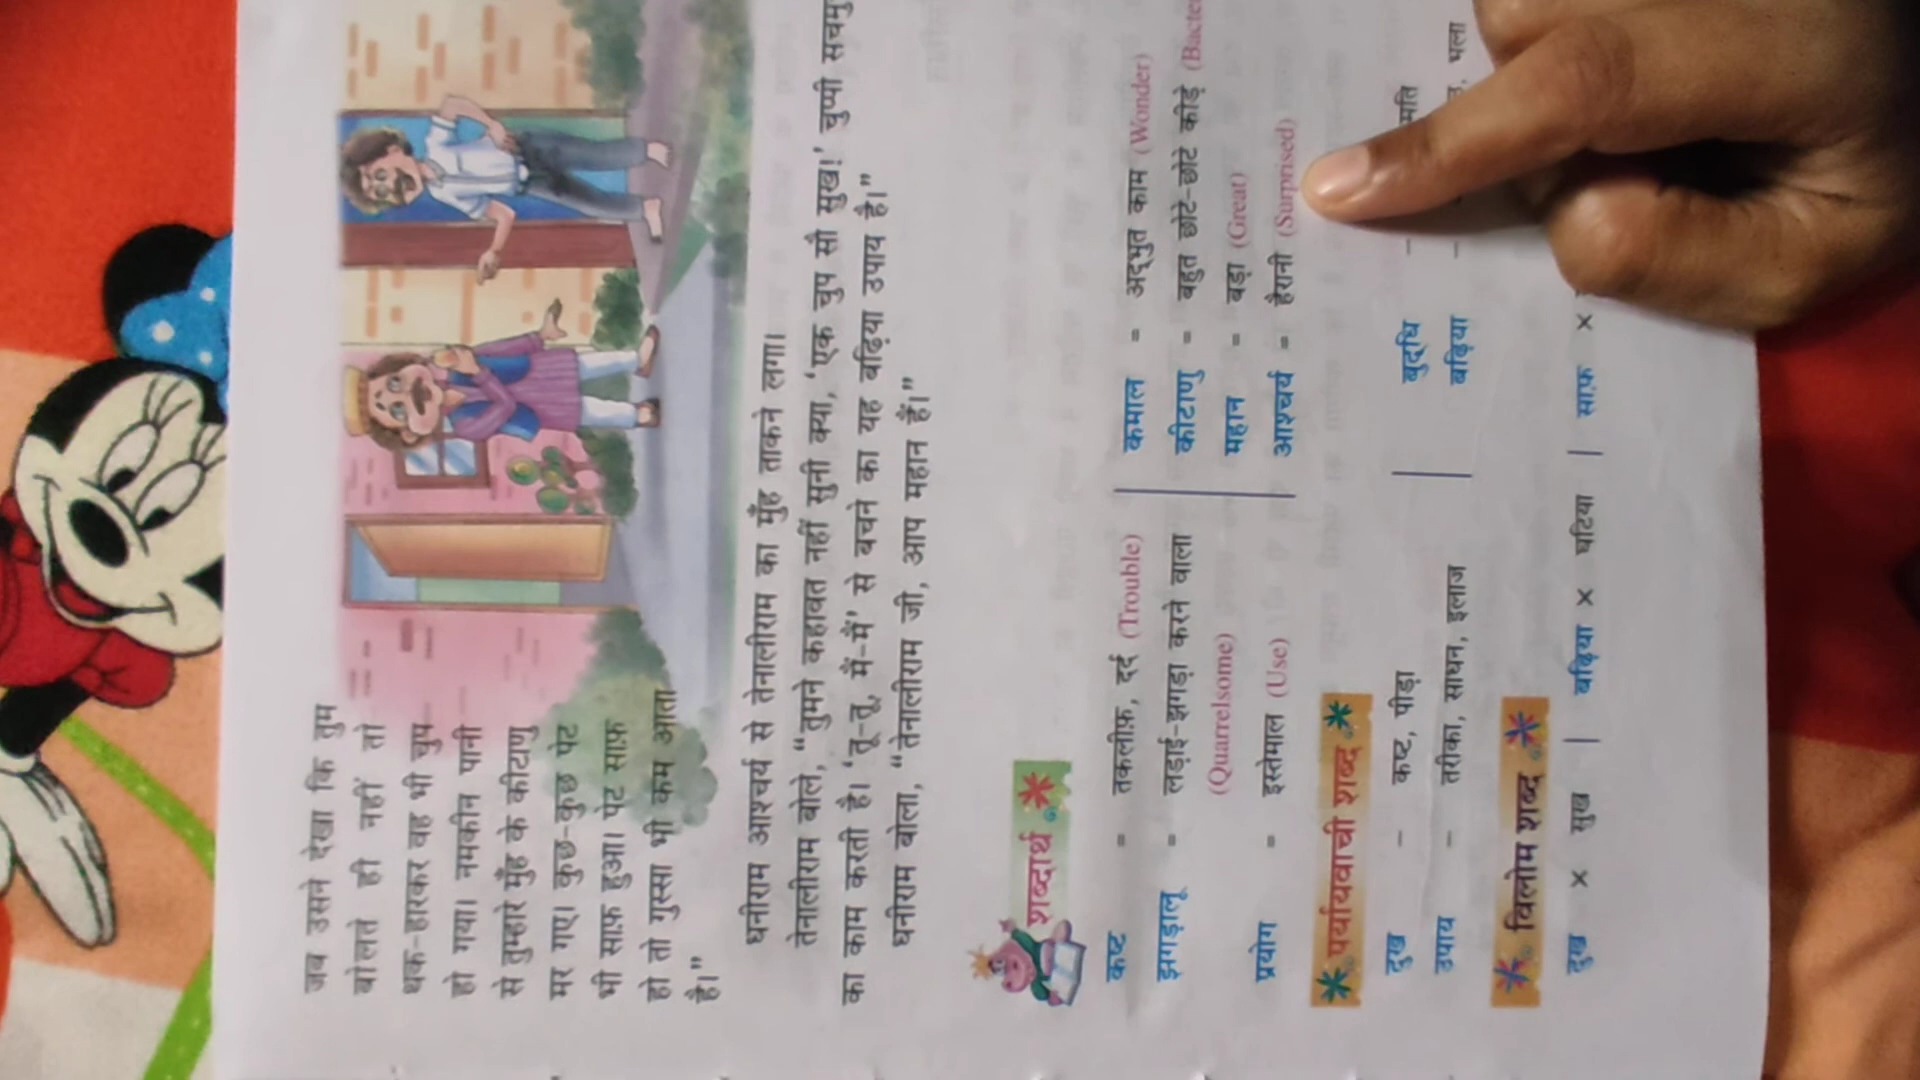 जब उसने देखा कि तुम
बोलते ही नहीं तो
थक-हारकर वह भी चुप
हो गया। नमकीन पानी
से तुम्हारे मुँह के कीटाणु
मर गए। कुछ-कुछ पेट
भी साफ़ हुआ। पेट साफ़
हो तो गुस्सा भी कम आता
है।”
धनीराम आश्चर्य से तेनालीराम का मुँह ताकने लगा।
तेनालीराम बोले, “तुमने कहावत नहीं सुनी क्या, ‘एक चुप सौ सुख।’ चुप्पी
का काम करती है। ‘तू-तू, मैं-मैं’ से बचने का यह बढ़िया उपाय है।”
धनीराम बोला, “तेनालीराम जी, आप महान हैं।”
शब्दार्थ
कष्ट = तकलीफ़, दर्द (Trouble) | कमाल = अद्भुत काम (Wonder)
झगड़ालू = लड़ाई-झगड़ा करने वाला | कीटाणु = बहुत छोटे-छोटे कीड़े
(Quarrelsome) | महान = बड़ा (Great)
प्रयोग = इस्तेमाल (Use) | आश्चर्य = हैरानी (Surprised)
पर्यायवाची शब्द
दुख - कष्ट, पीड़ा | बुद्धि -
उपाय - तरीका, साधन, इलाज | बढ़िया - भला
विलोम शब्द
दुख × सुख | बढ़िया × घटिया | साफ़ ×